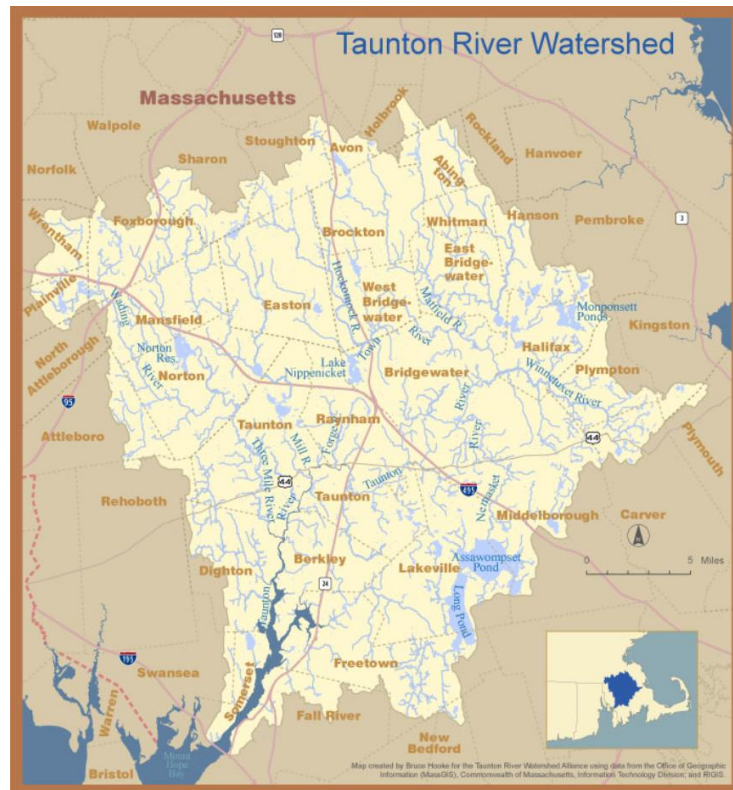 Taunton River Watershed
128
Massachusetts
Holbrook
Walpole
Stoughton
Avon
Rockland
Sharon
Norfolk
Hanvoer
Abing-
ton
Wrentham
Foxborough
Whitman
Hanson
Pembroke
3
Brockton
East
Bridge-
water
Plainville
Wading
River
Mansfield
Easton
Hockomock R.
West
Bridge-
water
Matfield R.
Monponsett
Ponds
Kingston
North
Attleborough
Norton
Res.
Norton
Lake
Nippenicket
Town
River
Bridgewater
Halifax
Plympton
Winnetuxet River
95
Attleboro
Taunton
Raynham
Forge
River
River
44
Plymouth
Three Mile River
Mill R.
44
River
Taunton
Taunton
495
Nemasket
Rehoboth
Middelborough
Carver
Dighton
Berkley
Lakeville
Assawompset
Pond
0
5
Miles
24
Taunton
Long Pond
Swansea
Somerset
Freetown
Warren
Fall River
New
Bedford
Mount
Hope
Bay
Bristol
Map created by Bruce Hooke for the Taunton River Watershed Alliance using data from the Office of Geographic
Information (MassGIS), Commonwealth of Massachusetts, Information Technology Division; and RIGIS.